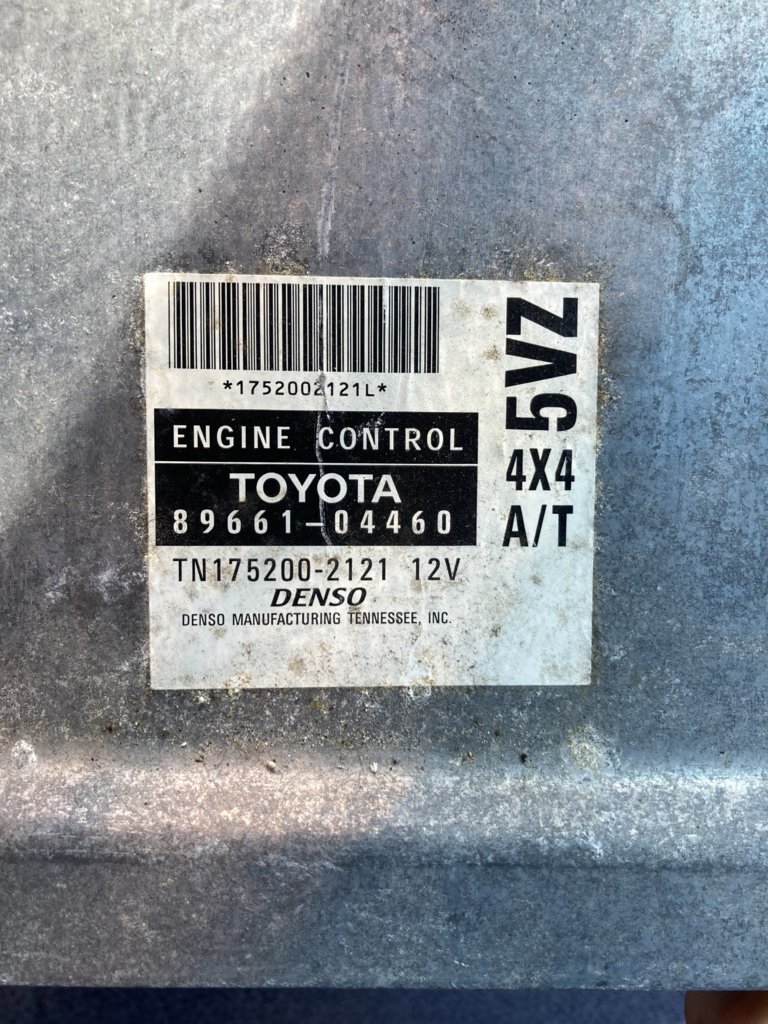 *1752002121L*
ENGINE CONTROL
TOYOTA
89661-04460
TN175200-2121 12V
DENSO
DENSO MANUFACTURING TENNESSEE, INC.
5VZ
4X4
A/T